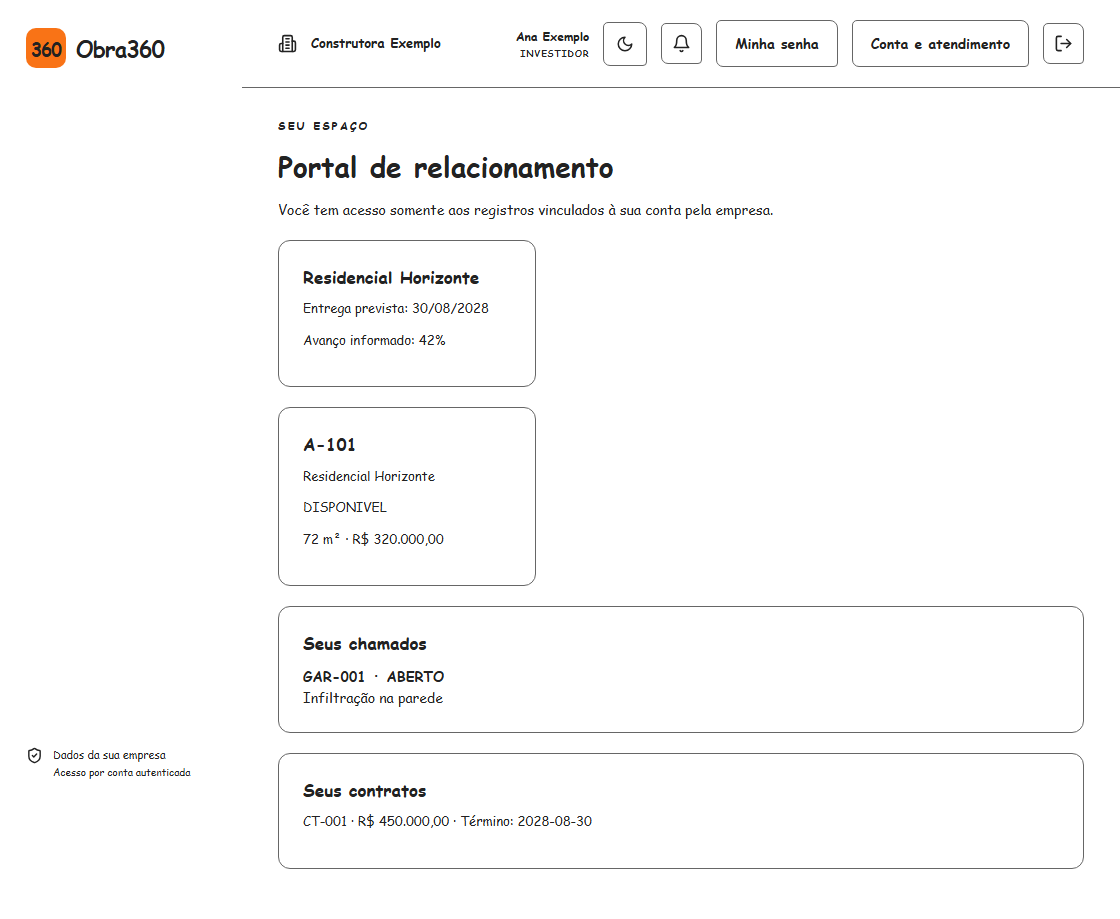 360 Obra360
Construtora Exemplo
Ana Exemplo
INVESTIDOR
Minha senha
Conta e atendimento
SEU ESPAÇO
Portal de relacionamento
Você tem acesso somente aos registros vinculados à sua conta pela empresa.
Residencial Horizonte
Entrega prevista: 30/08/2028
Avanço informado: 42%
A-101
Residencial Horizonte
DISPONIVEL
72 m² · R$ 320.000,00
Seus chamados
GAR-001 · ABERTO
Infiltração na parede
Seus contratos
CT-001 · R$ 450.000,00 · Término: 2028-08-30
Dados da sua empresa
Acesso por conta autenticada